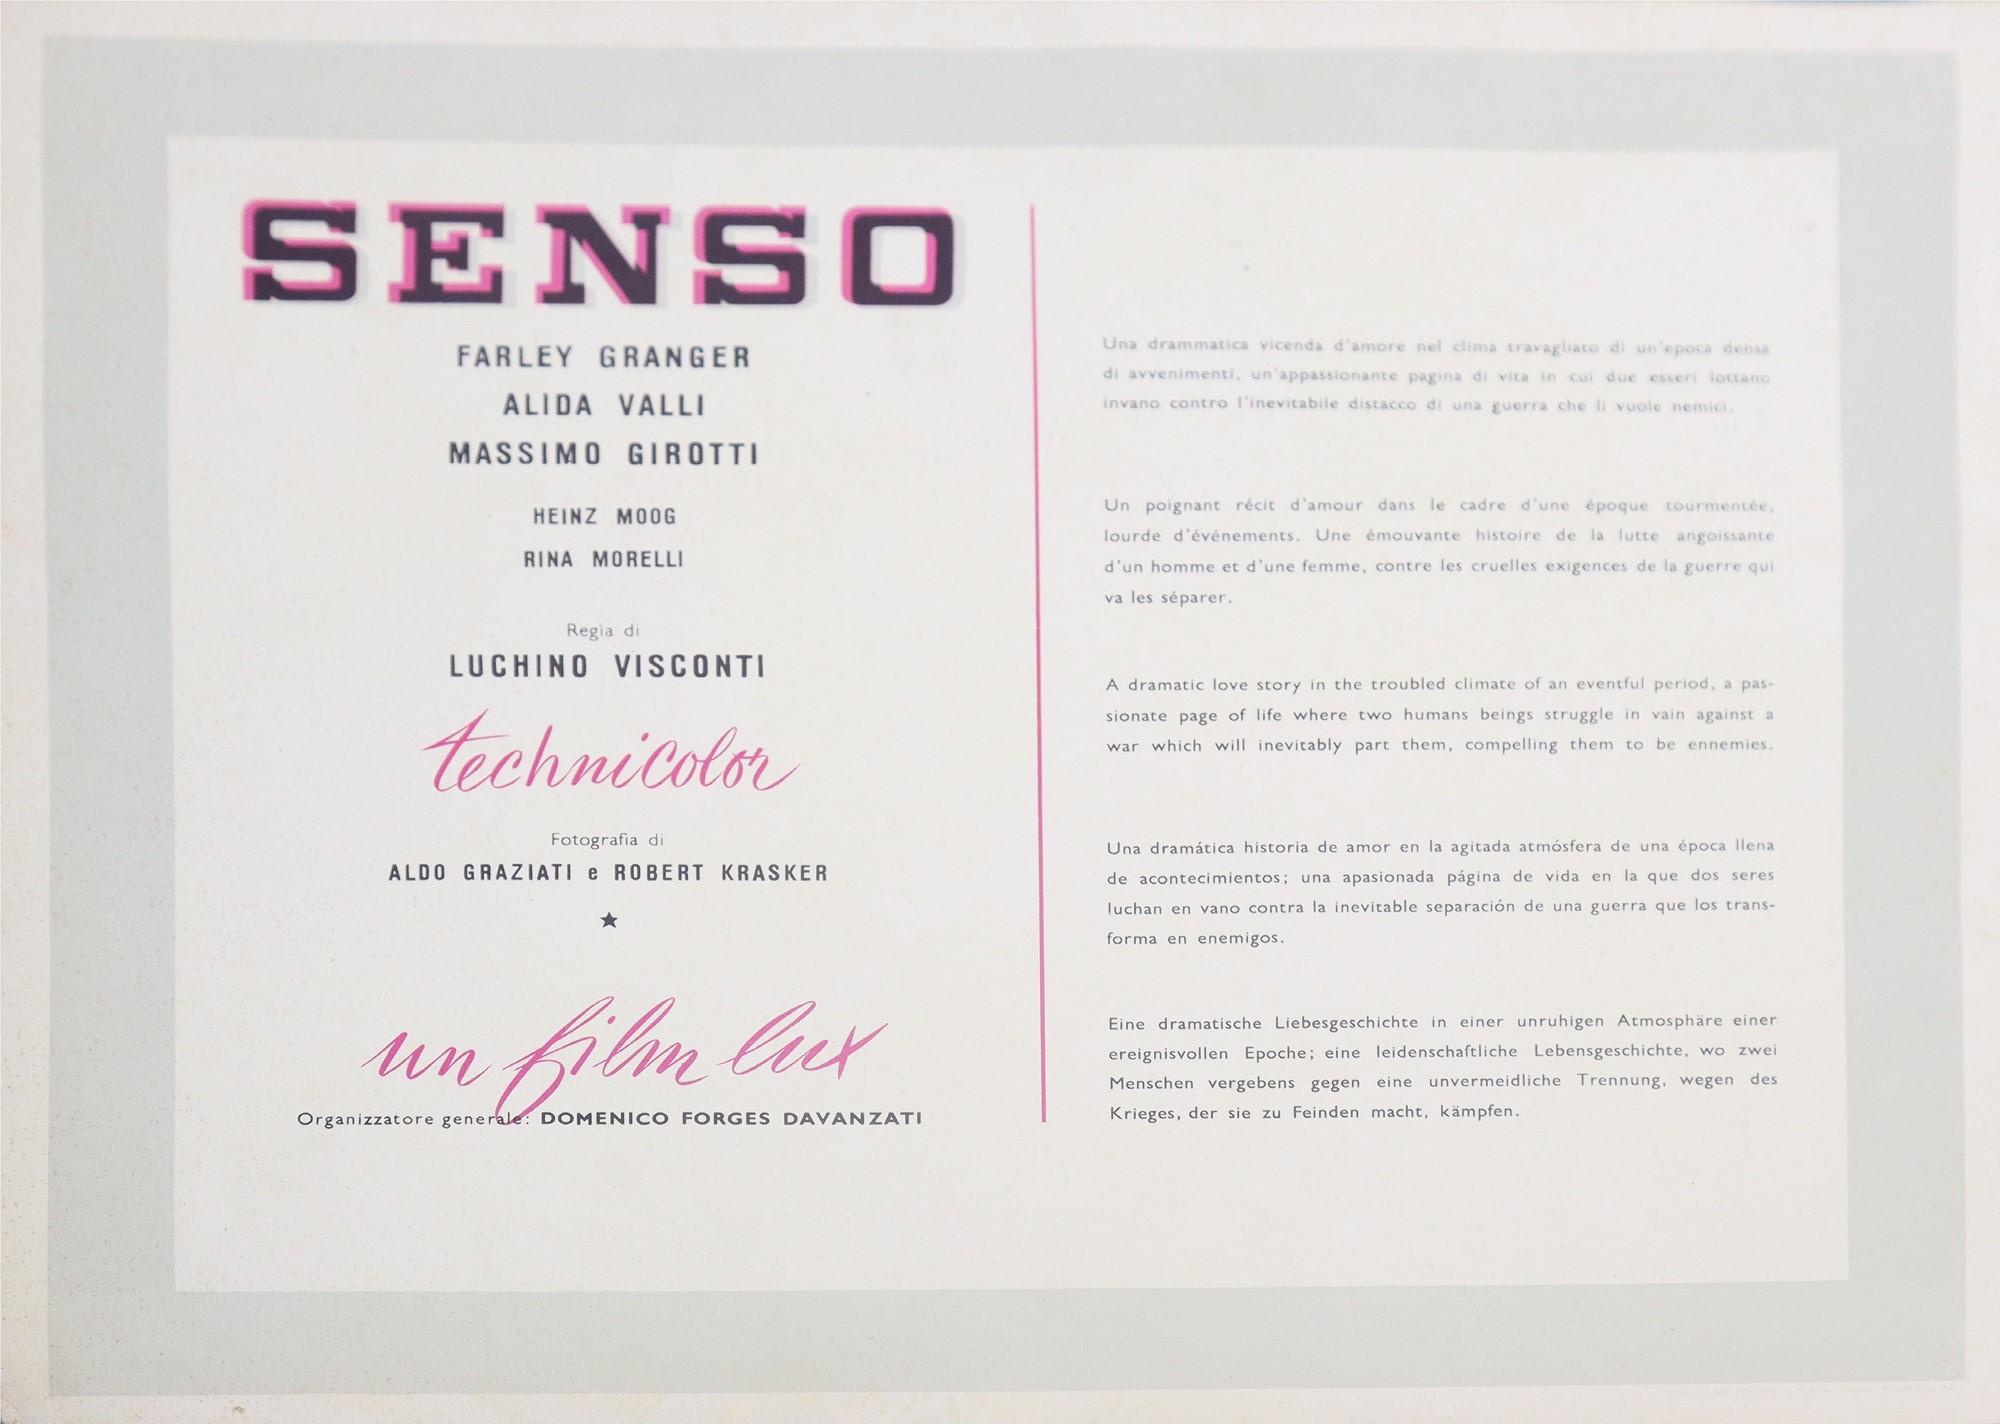 SENSO
FARLEY GRANGER
ALIDA VALLI
MASSIMO GIROTTI
HEINZ MOOG
RINA MORELLI
Regìa di
LUCHINO VISCONTI
technicolor
Fotografia di
ALDO GRAZIATI e ROBERT KRASKER
un film lux
Organizzatore generale: DOMENICO FORGES DAVANZATI
Una drammatica vicenda d'amore nel clima travagliato di un'epoca densa
di avvenimenti, un'appassionante pagina di vita in cui due esseri lottano
invano contro l'inevitabile distacco di una guerra che li vuole nemici.
Un poignant récit d'amour dans le cadre d'une époque tourmentée,
lourde d'événements. Une émouvante histoire de la lutte angoissante
d'un homme et d'une femme, contre les cruelles exigences de la guerre qui
va les séparer.
A dramatic love story in the troubled climate of an eventful period, a pas-
sionate page of life where two humans beings struggle in vain against a
war which will inevitably part them, compelling them to be ennemies.
Una dramática historia de amor en la agitada atmósfera de una época llena
de acontecimientos; una apasionada página de vida en la que dos seres
luchan en vano contra la inevitable separación de una guerra que los trans-
forma en enemigos.
Eine dramatische Liebesgeschichte in einer unruhigen Atmosphäre einer
ereignisvollen Epoche; eine leidenschaftliche Lebensgeschichte, wo zwei
Menschen vergebens gegen eine unvermeidliche Trennung, wegen des
Krieges, der sie zu Feinden macht, kämpfen.